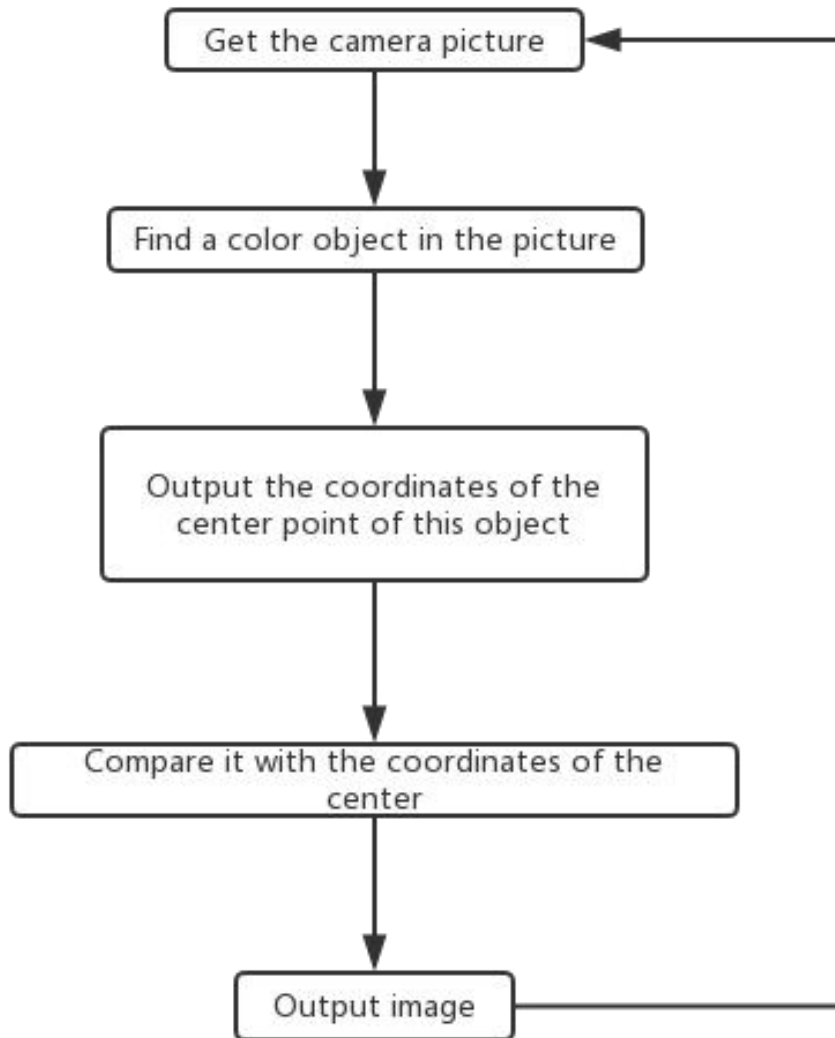 Get the camera picture
Find a color object in the picture
Output the coordinates of the
center point of this object
Compare it with the coordinates of the
center
Output image